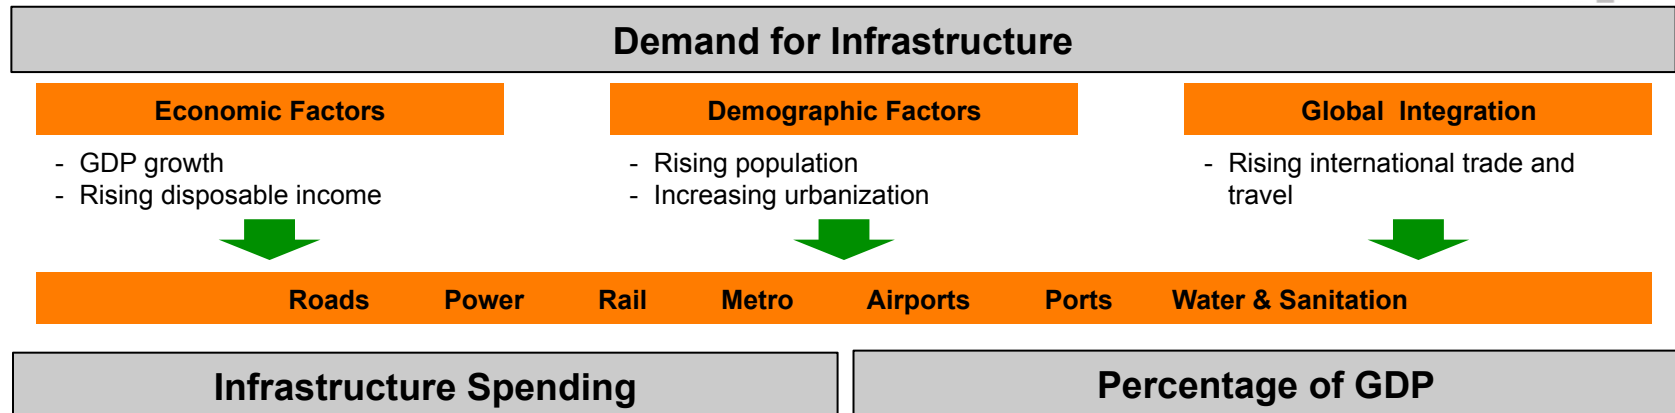 Demand for Infrastructure
Economic Factors
- GDP growth
- Rising disposable income
Demographic Factors
- Rising population
- Increasing urbanization
Global Integration
- Rising international trade and
travel
Roads Power Rail Metro Airports Ports Water & Sanitation
Infrastructure Spending
Percentage of GDP